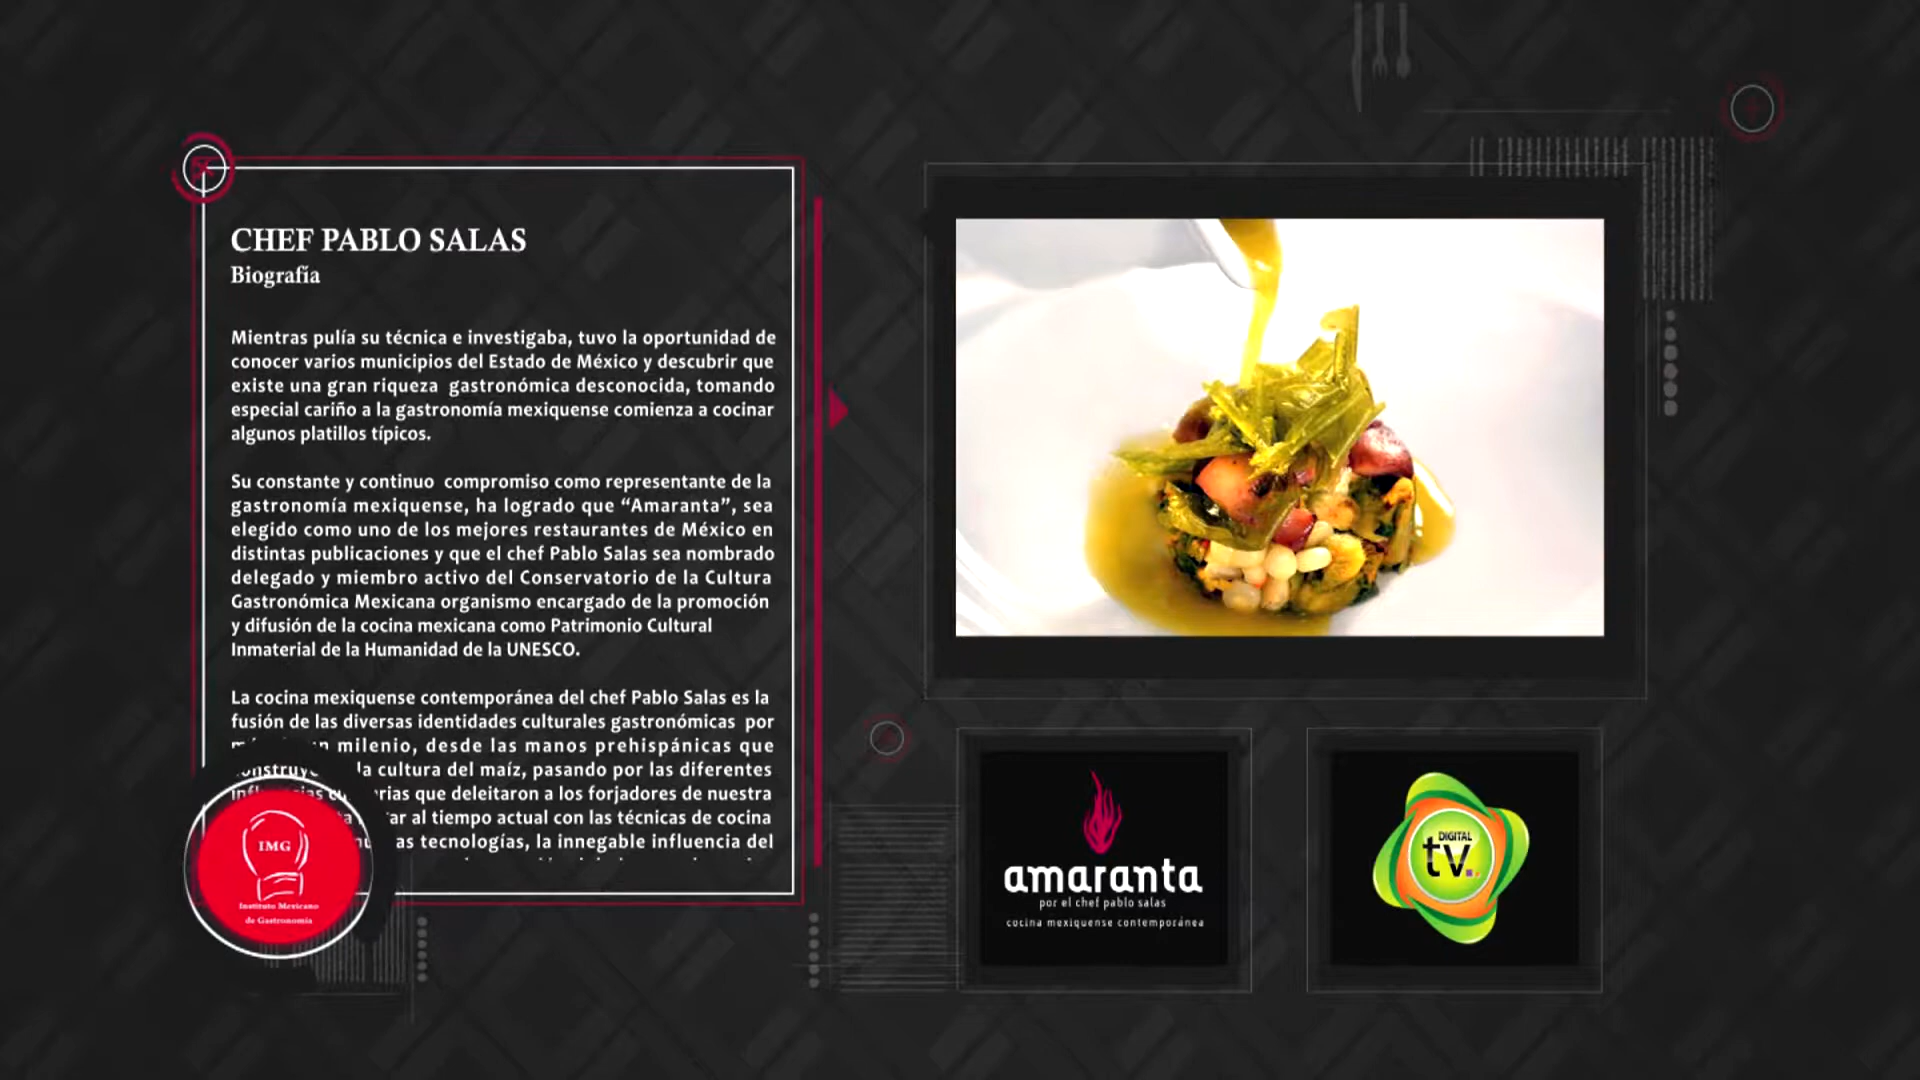 CHEF PABLO SALAS
Biografía
Mientras pulía su técnica e investigaba, tuvo la oportunidad de
conocer varios municipios del Estado de México y descubrir que
existe una gran riqueza gastronómica desconocida, tomando
especial cariño a la gastronomía mexiquense comienza a cocinar
algunos platillos típicos.
Su constante y continuo compromiso como representante de la
gastronomía mexiquense, ha logrado que “Amaranta”, sea
elegido como uno de los mejores restaurantes de México en
distintas publicaciones y que el chef Pablo Salas sea nombrado
delegado y miembro activo del Conservatorio de la Cultura
Gastronómica Mexicana organismo encargado de la promoción
y difusión de la cocina mexicana como Patrimonio Cultural
Inmaterial de la Humanidad de la UNESCO.
La cocina mexiquense contemporánea del chef Pablo Salas es la
fusión de las diversas identidades culturales gastronómicas por
milenio, desde las manos prehispánicas que
la cultura del maíz, pasando por las diferentes
que deleitaron a los forjadores de nuestra
al tiempo actual con las técnicas de cocina
tecnologías, la innegable influencia del
IMG
Instituto Mexicano
de Gastronomía
amaranta
por el chef pablo salas
cocina mexiquense contemporánea
DIGITAL
tv